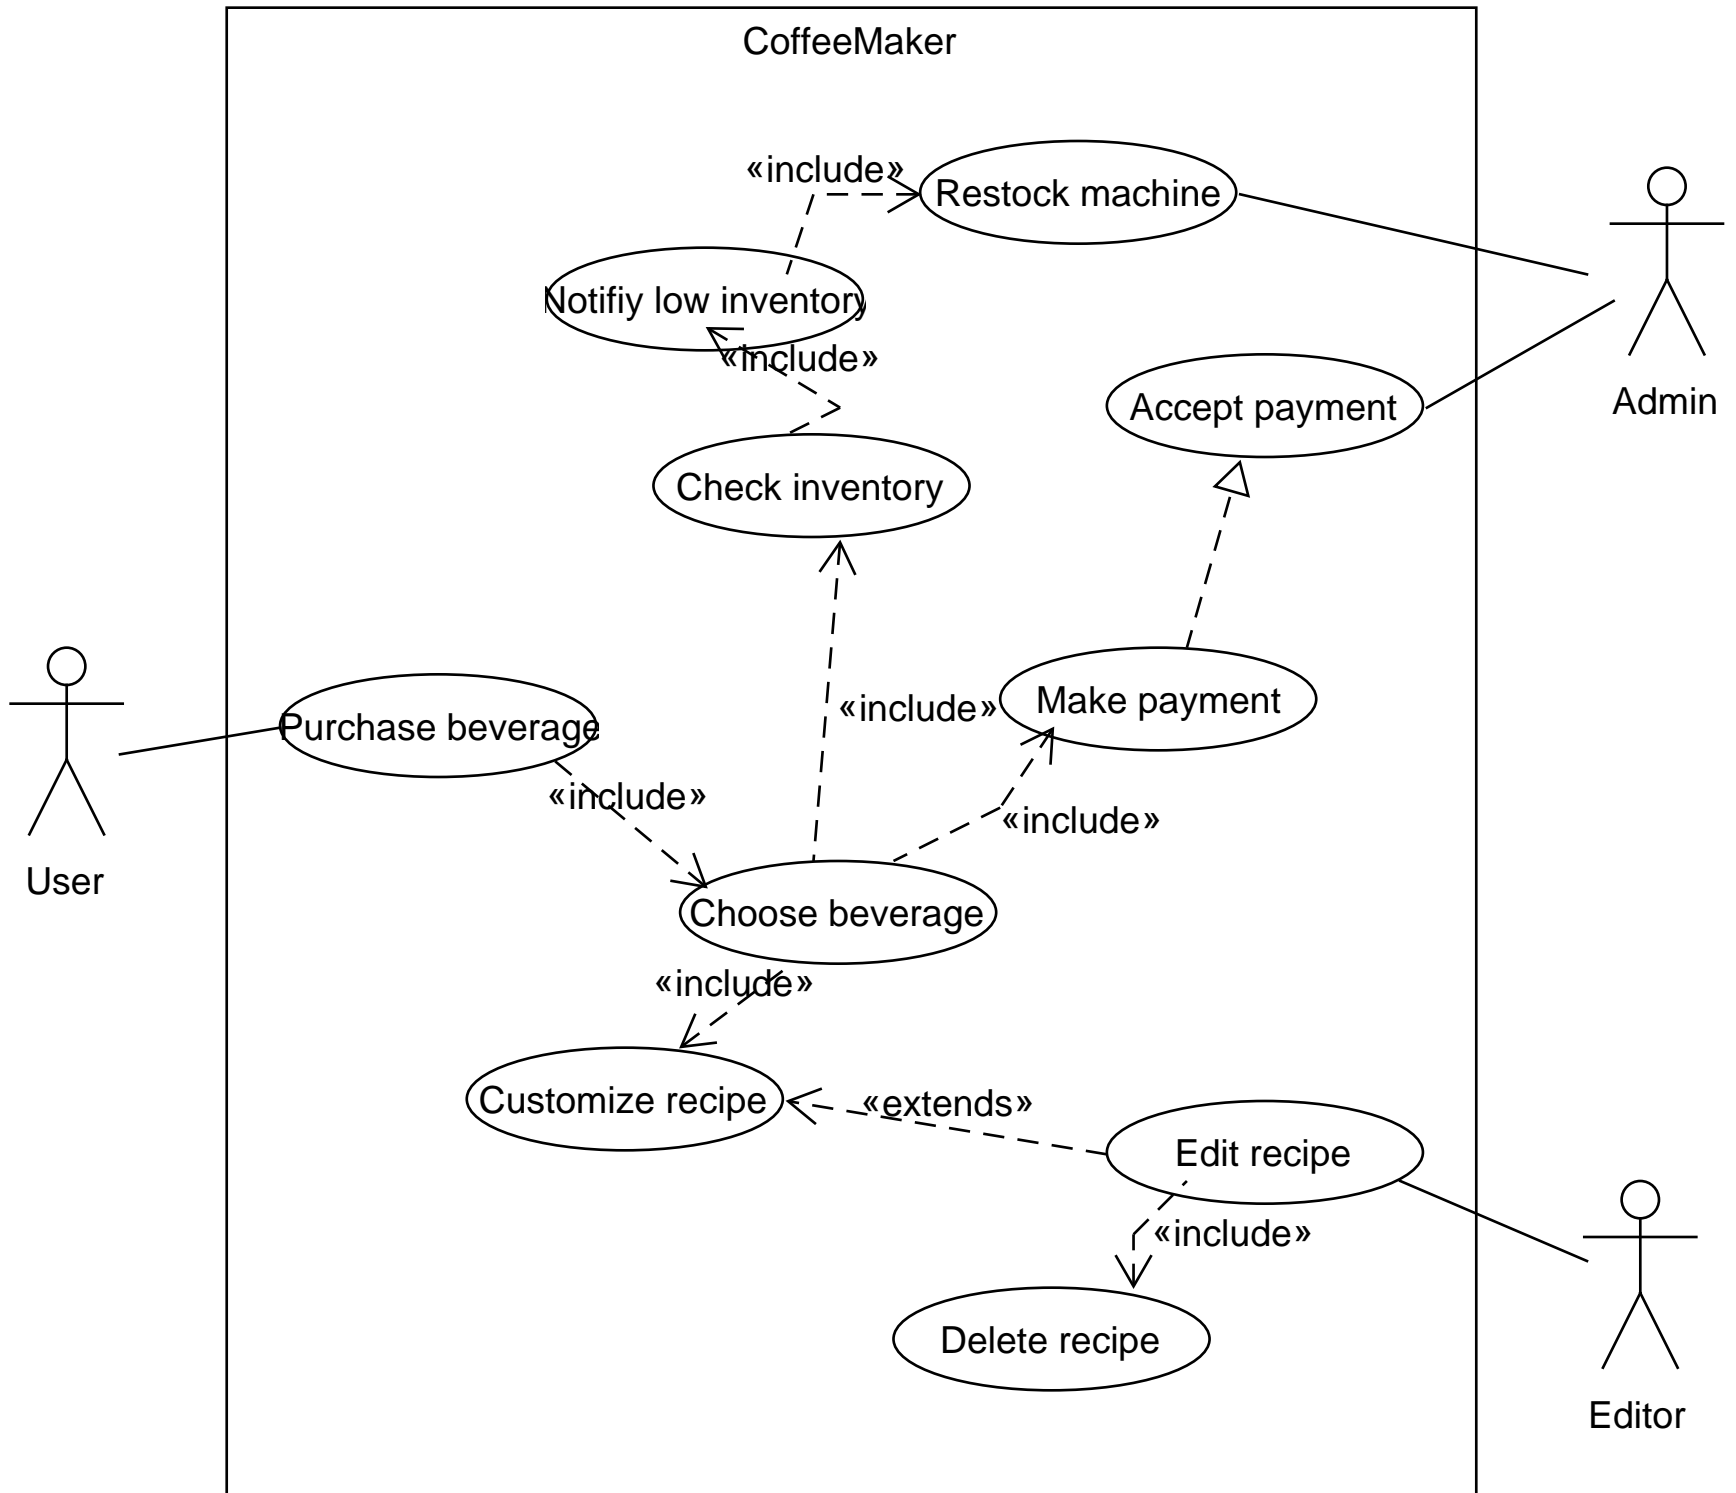 CoffeeMaker
«include»
Restock machine
Notifiy low inventory
«include»
Accept payment
Admin
Check inventory
«include»
Make payment
Purchase beverage
«include»
«include»
User
Choose beverage
«include»
Customize recipe
«extends»
Edit recipe
«include»
Delete recipe
Editor